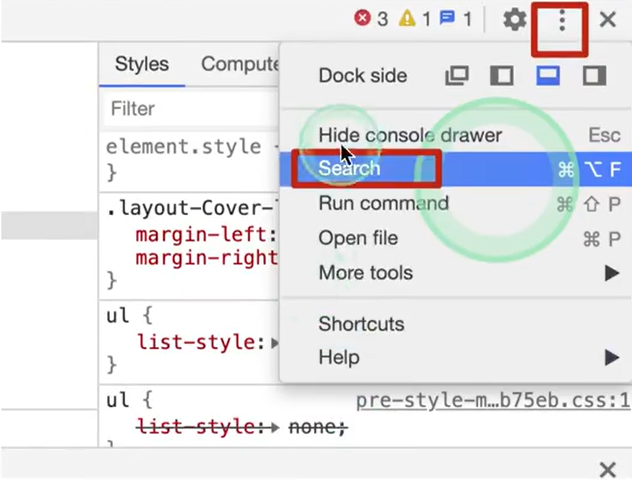 3 1 1
Styles Compute
Dock side
Filter
Hide console drawer Esc
element.style
}
Search ⌘ ⌥ F
.layout-Cover-
Run command ⌘ ⇧ P
margin-left:
Open file ⌘ P
margin-right
More tools
}
ul {
Shortcuts
list-style:
Help
}
ul { pre-style-m…b75eb.css:1
list-style: none;